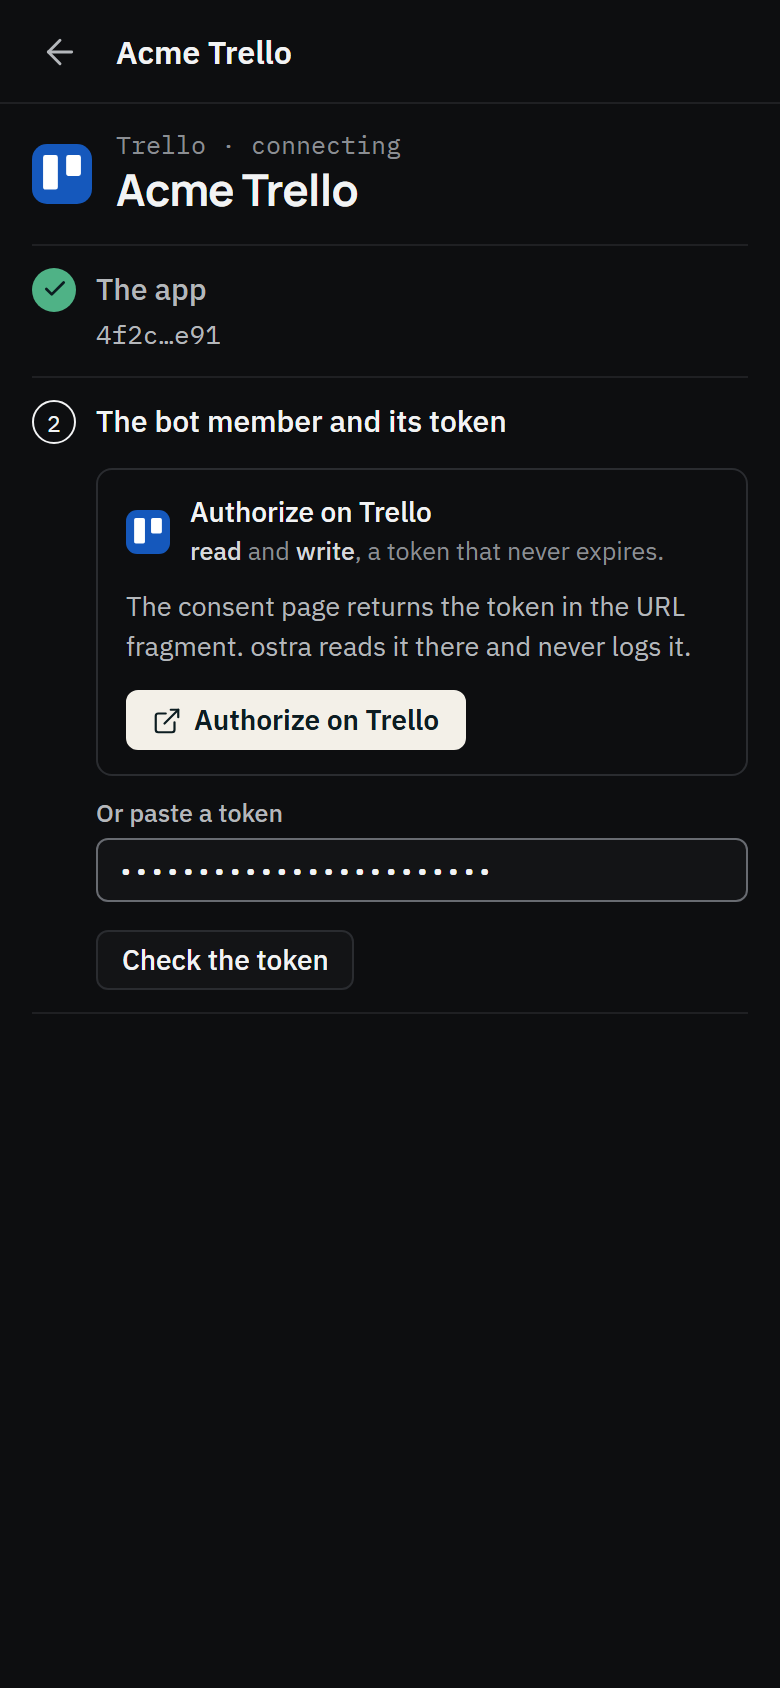 Acme Trello
Trello · connecting
Acme Trello
The app
4f2c…e91
2
The bot member and its token
Authorize on Trello
read and write, a token that never expires.
The consent page returns the token in the URL
fragment. ostra reads it there and never logs it.
Authorize on Trello
Or paste a token
••••••••••••••••••••••••
Check the token